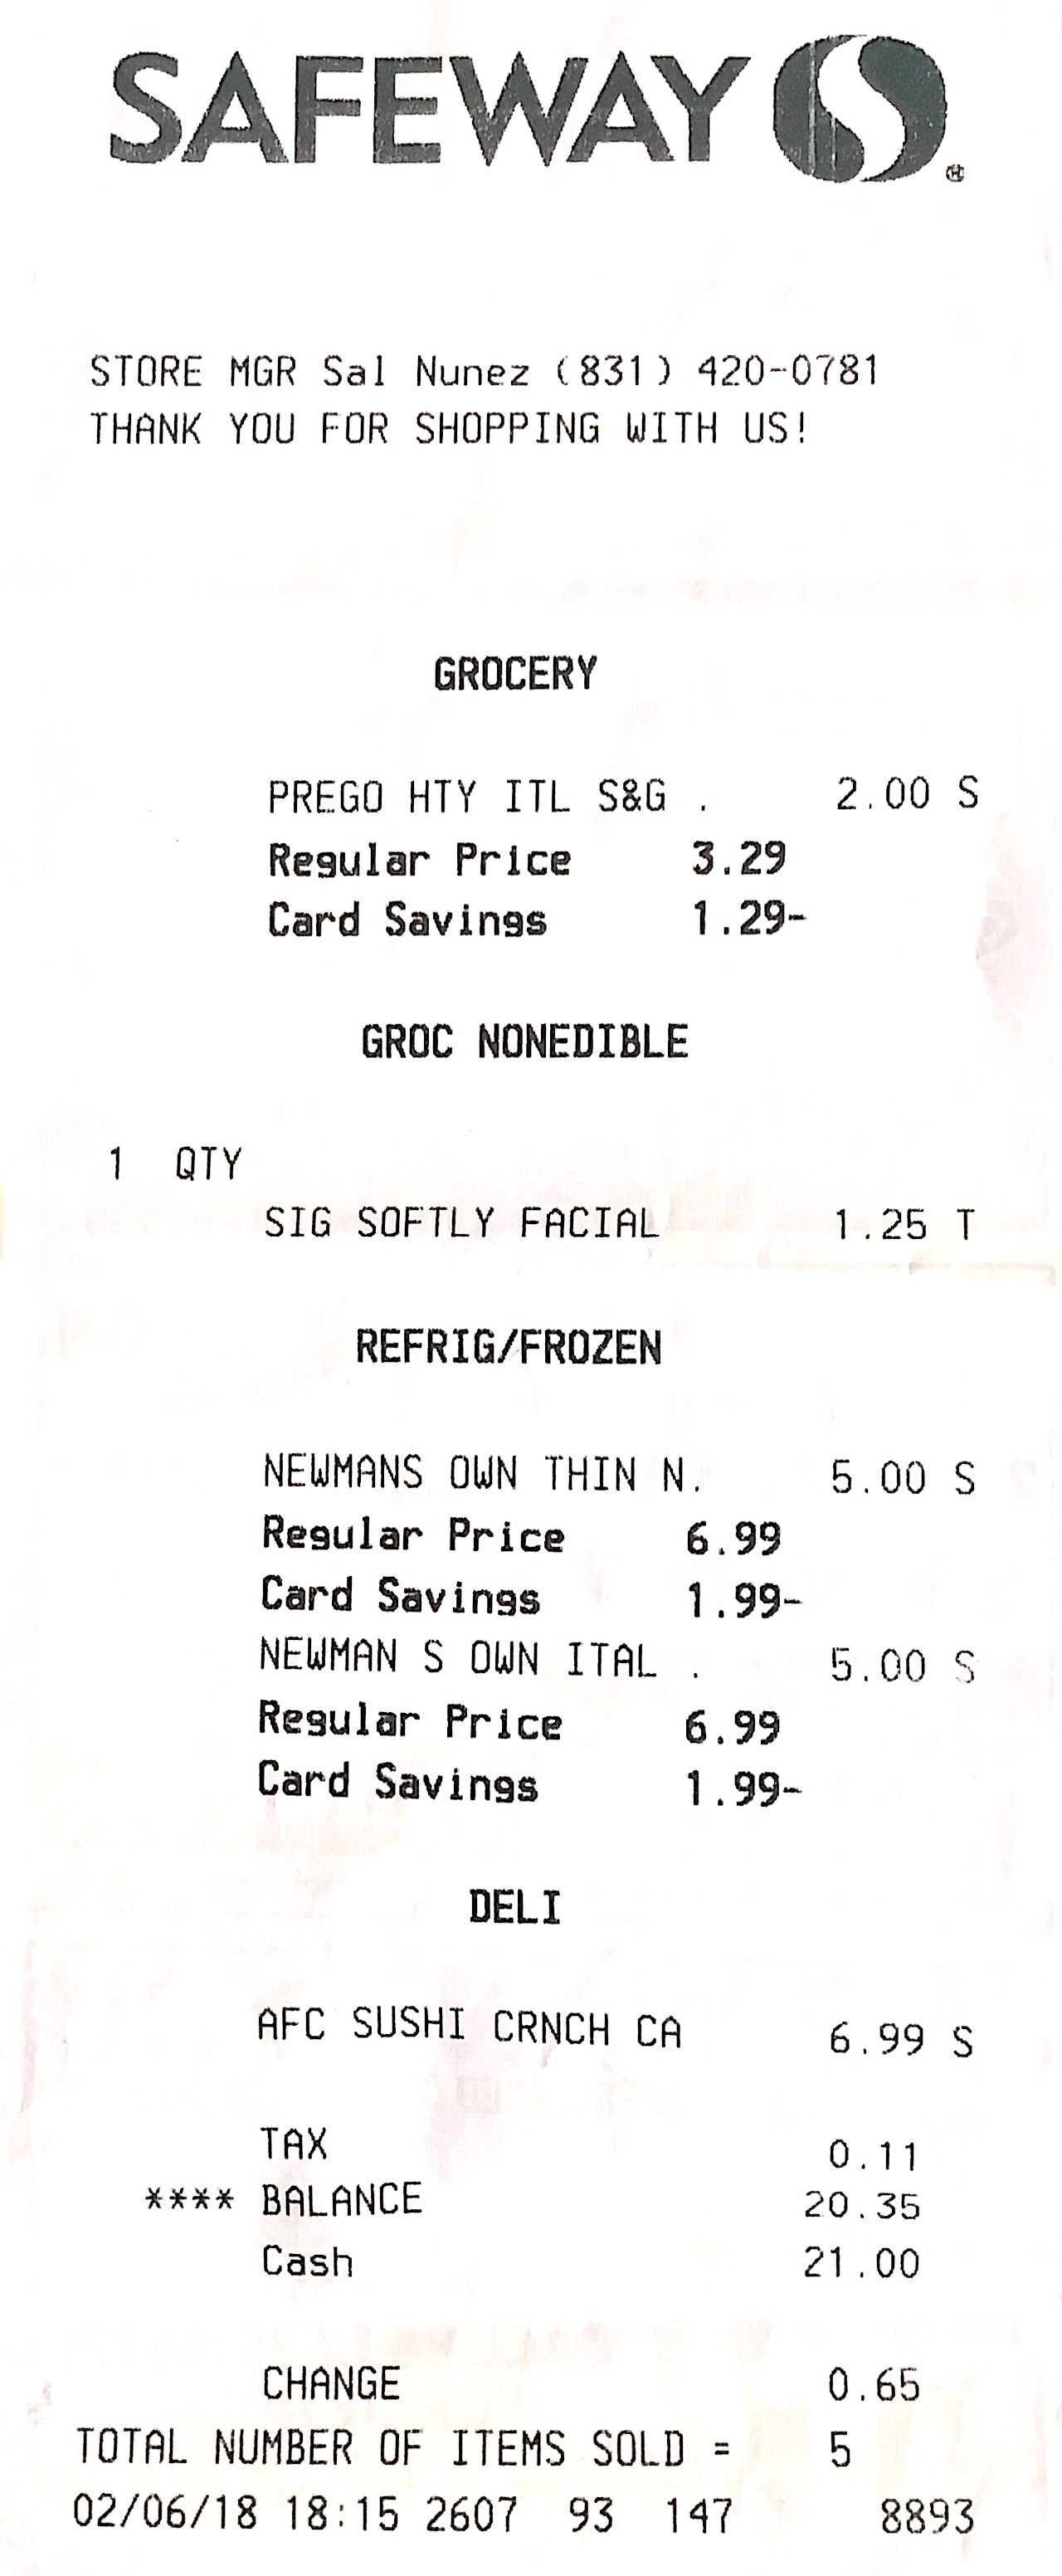 SAFEWAY ®
STORE MGR Sal Nunez (831) 420-0781
THANK YOU FOR SHOPPING WITH US!
GROCERY
PREGO HTY ITL S&G . 2.00 S
Regular Price 3.29
Card Savings 1.29-
GROC NONEDIBLE
1 QTY
SIG SOFTLY FACIAL 1.25 T
REFRIG/FROZEN
NEWMANS OWN THIN N. 5.00 S
Regular Price 6.99
Card Savings 1.99-
NEWMAN S OWN ITAL . 5.00 S
Regular Price 6.99
Card Savings 1.99-
DELI
AFC SUSHI CRNCH CA 6.99 S
TAX 0.11
**** BALANCE 20.35
Cash 21.00
CHANGE 0.65
TOTAL NUMBER OF ITEMS SOLD = 5
02/06/18 18:15 2607 93 147 8893